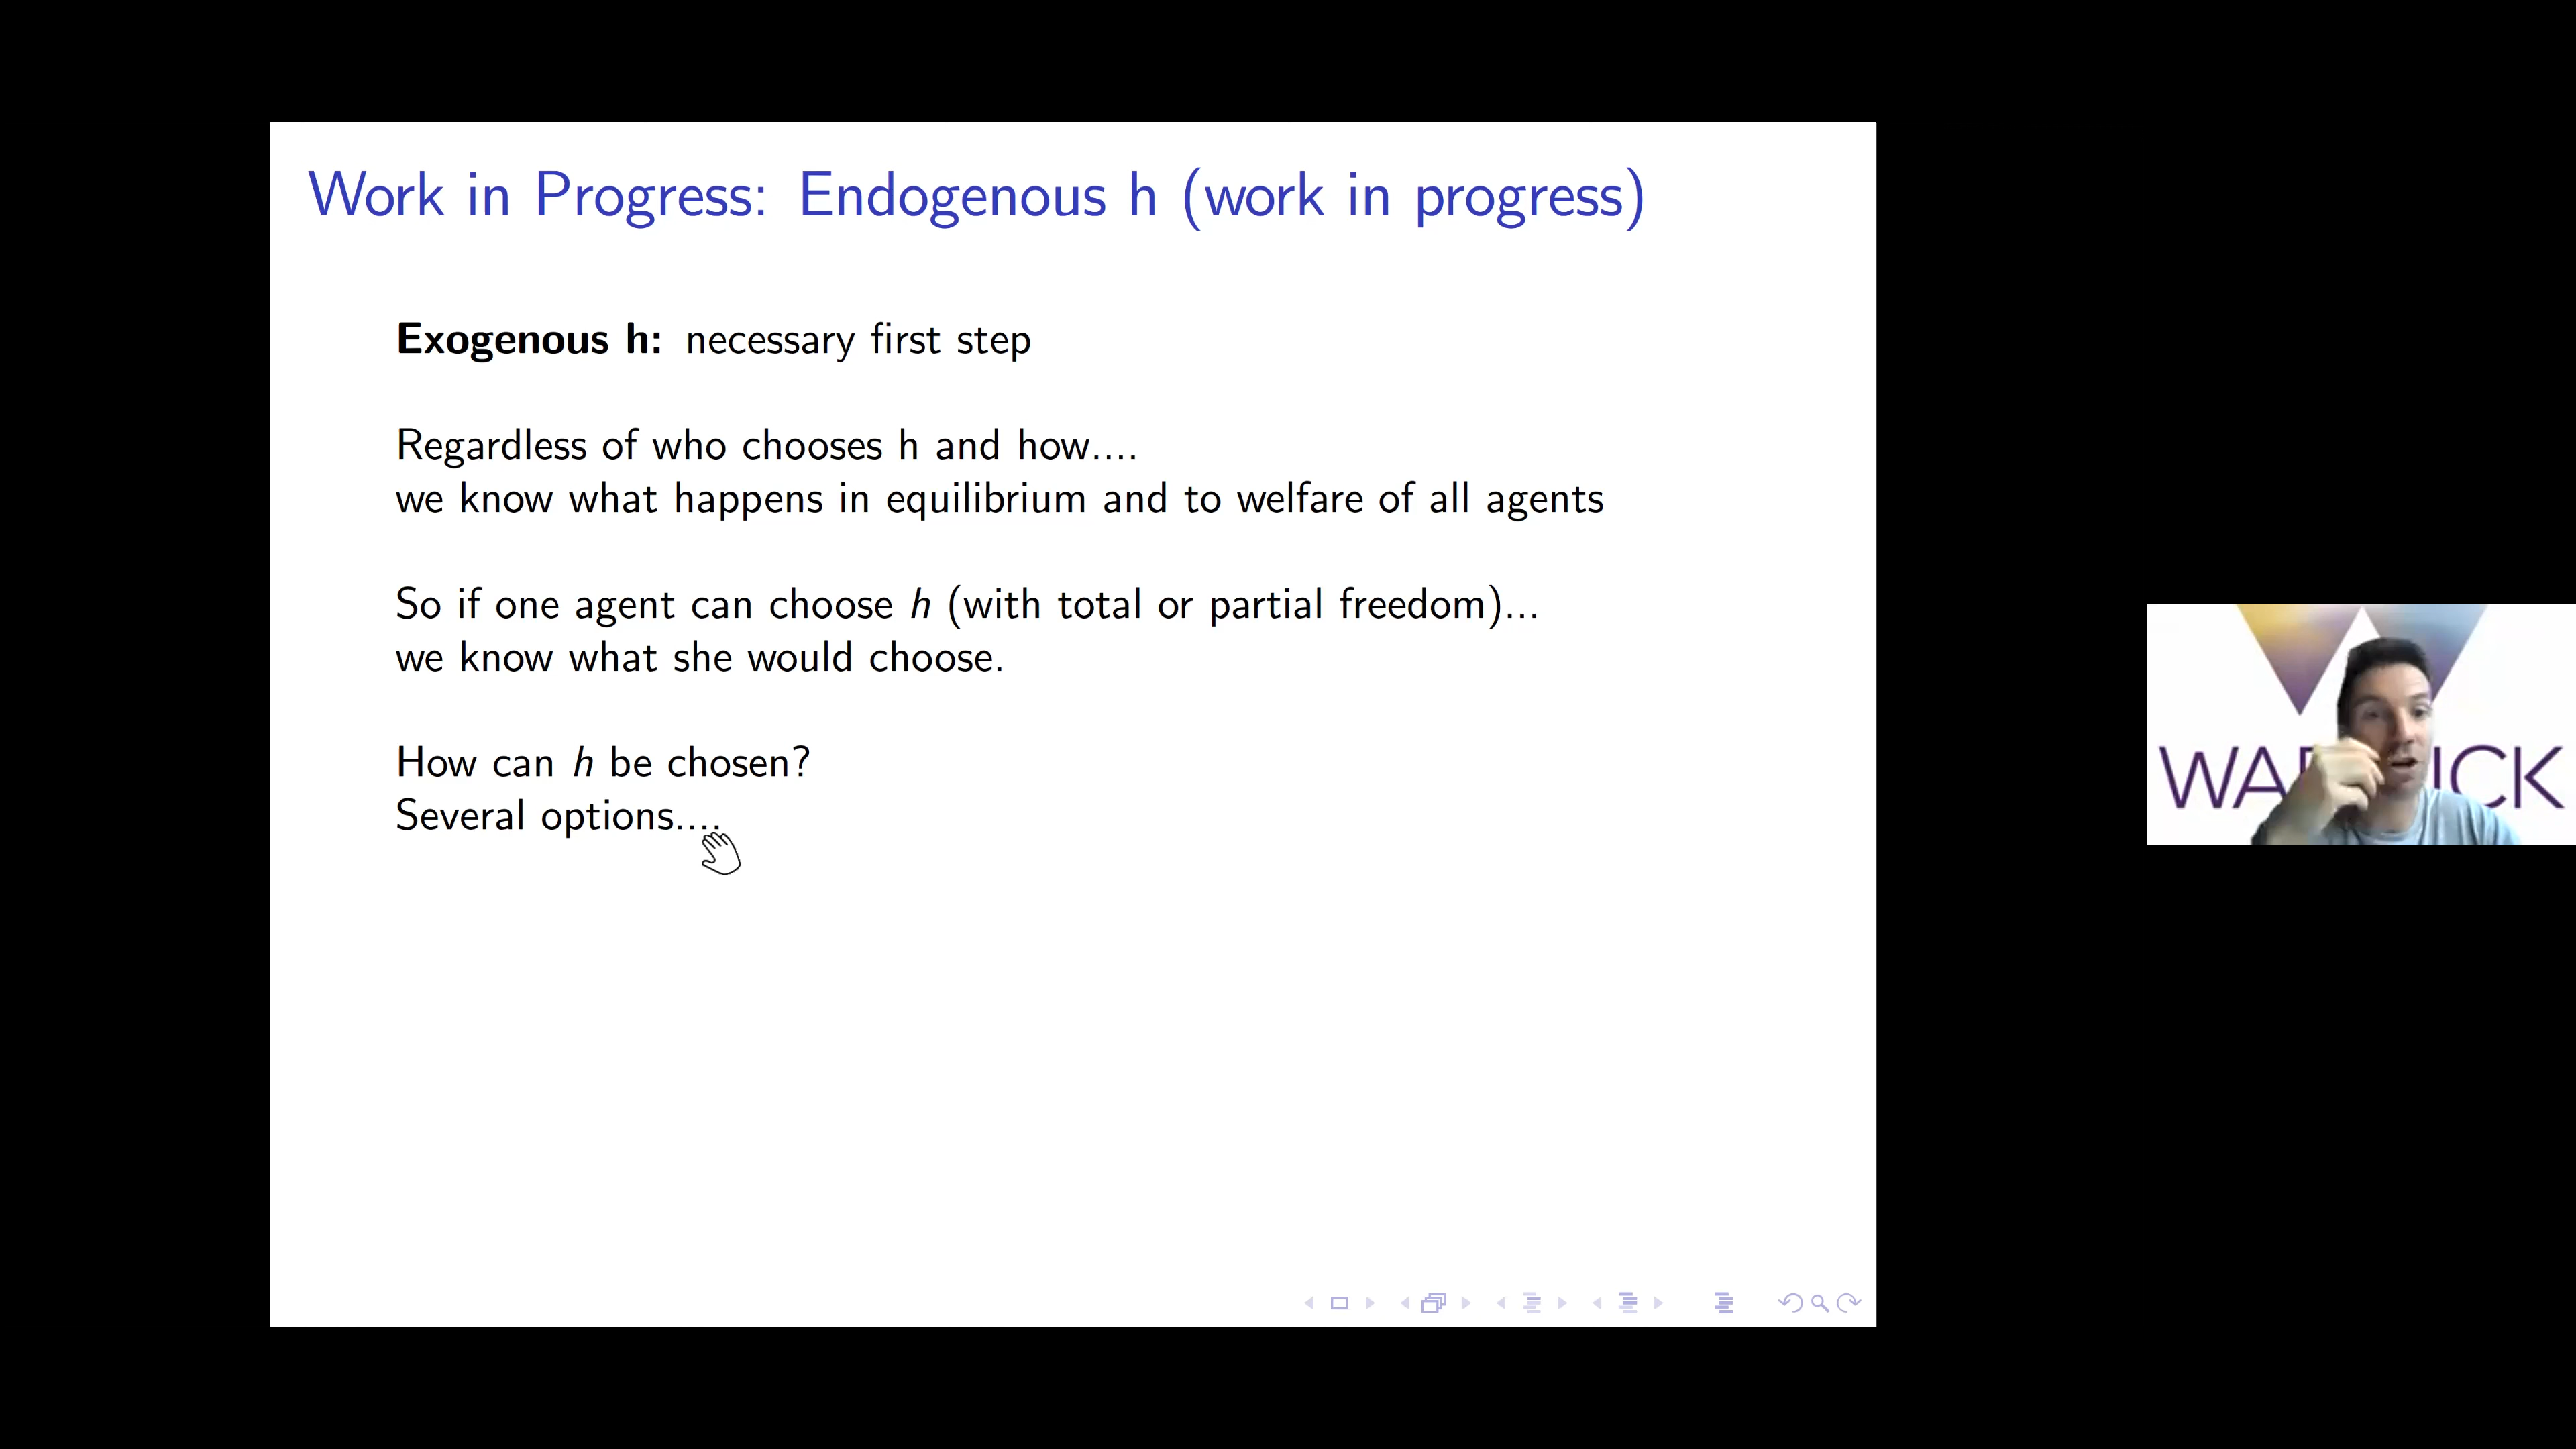 Work in Progress: Endogenous h (work in progress)
Exogenous h: necessary first step
Regardless of who chooses h and how....
we know what happens in equilibrium and to welfare of all agents
So if one agent can choose h (with total or partial freedom)...
we know what she would choose.
How can h be chosen?
Several options....
WARWICK